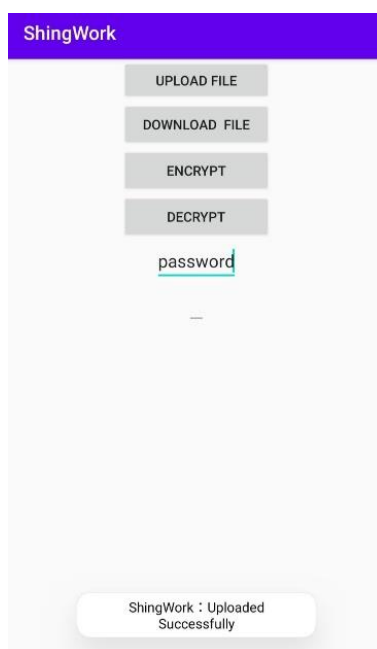 ShingWork
UPLOAD FILE
DOWNLOAD FILE
ENCRYPT
DECRYPT
password
ShingWork：Uploaded
Successfully